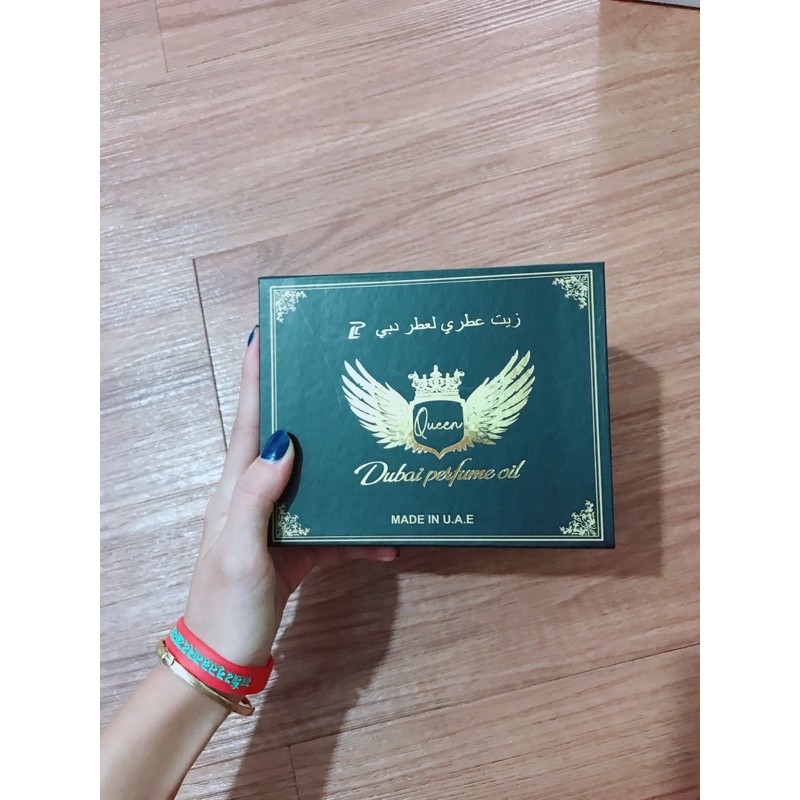 زيت عطري لعطر دبي
Queen
Dubai perfume oil
MADE IN U.A.E